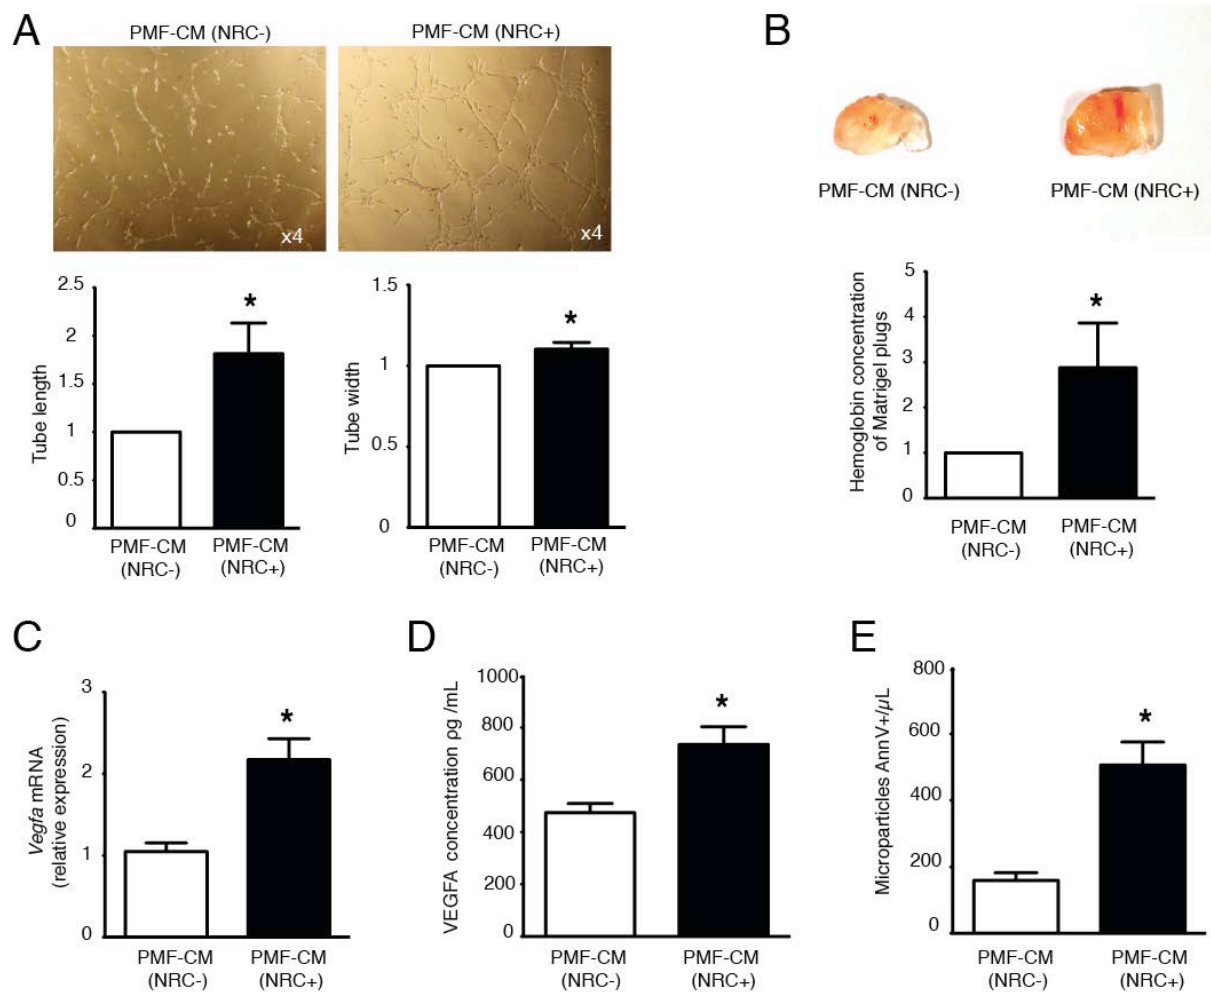 A
PMF-CM (NRC-)
PMF-CM (NRC+)
x4
x4
2.5
2
1.5
1
0.5
0
Tube length
*
PMF-CM
(NRC-)
PMF-CM
(NRC+)
1.5
1
0.5
0
Tube width
*
PMF-CM
(NRC-)
PMF-CM
(NRC+)
B
PMF-CM (NRC-)
PMF-CM (NRC+)
5
4
3
2
1
0
Hemoglobin concentration
of Matrigel plugs
*
PMF-CM
(NRC-)
PMF-CM
(NRC+)
C
3
2
1
0
Vegfa mRNA
(relative expression)
*
PMF-CM
(NRC-)
PMF-CM
(NRC+)
D
1000
800
600
400
200
0
VEGFA concentration pg /mL
*
PMF-CM
(NRC-)
PMF-CM
(NRC+)
E
800
600
400
200
0
Microparticles AnnV+/µL
*
PMF-CM
(NRC-)
PMF-CM
(NRC+)